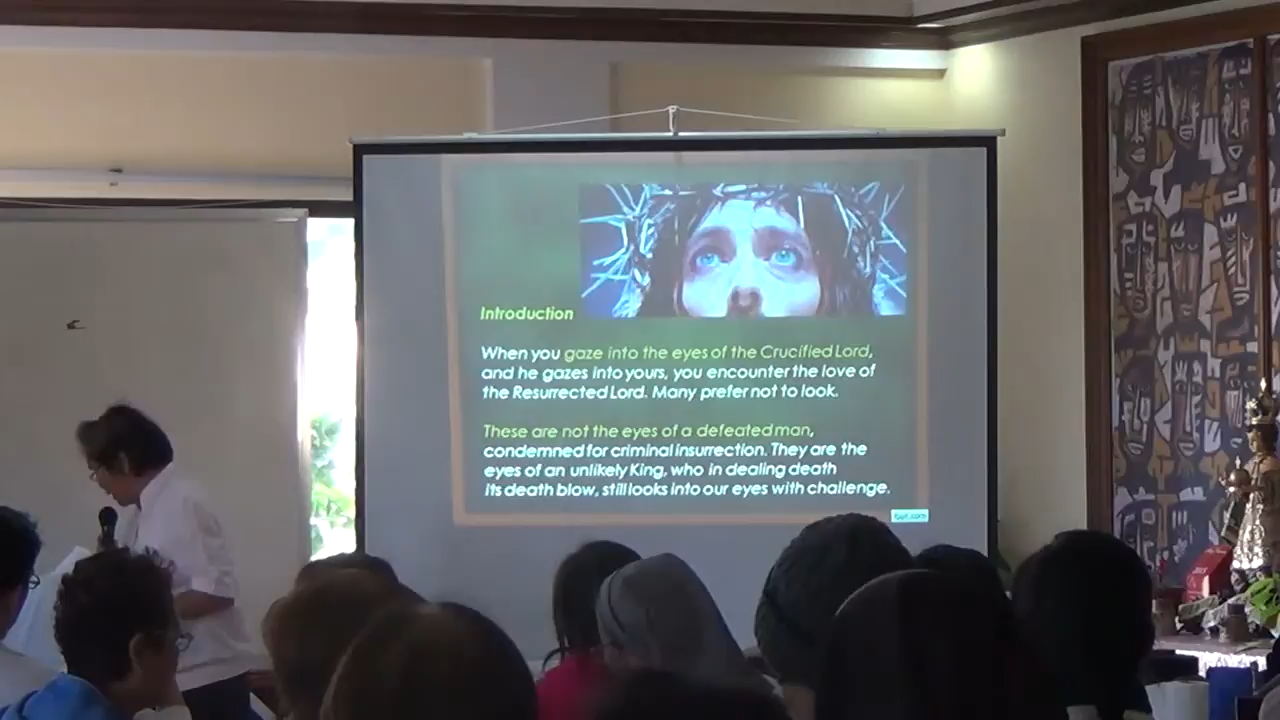 Introduction
When you gaze into the eyes of the Crucified Lord,
and he gazes into yours, you encounter the love of
the Resurrected Lord. Many prefer not to look.
These are not the eyes of a defeated man,
condemned for criminal insurrection. They are the
eyes of an unlikely King, who in dealing death
its death blow, still looks into our eyes with challenge.